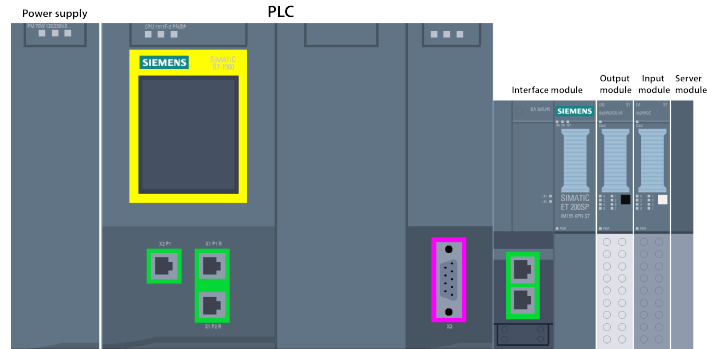 Power supply
PLC
SIEMENS
SIMATIC
S7-1500
X2 P1
X1 P1 R
X1 P2 R
X3
Interface module
Output
module
Input
module
Server
module
SIEMENS
SIMATIC
ET 200SP
IM155-6PN ST